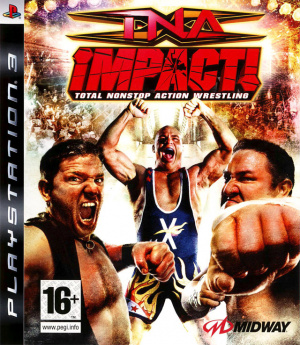 PLAYSTATION 3
TNA
iMPACT!
TOTAL NONSTOP ACTION WRESTLING
16+
www.pegi.info
MIDWAY